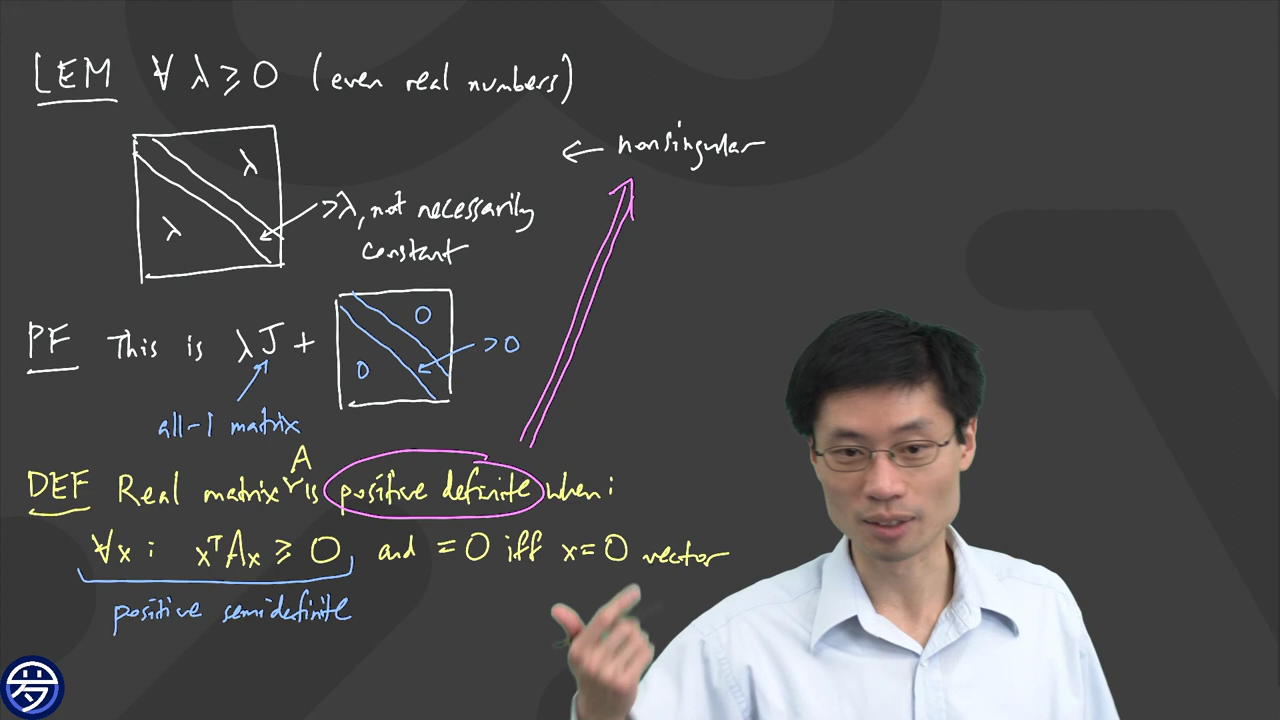 LEM ∀ λ ≥ 0 (even real numbers)
← nonsingular
λ
λ
>λ, not necessarily
constant
PF This is λJ +
0
0
>0
all-1 matrix
DEF Real matrix A is positive definite when:
∀x: xᵀAx ≥ 0 and = 0 iff x = 0 vector
positive semidefinite